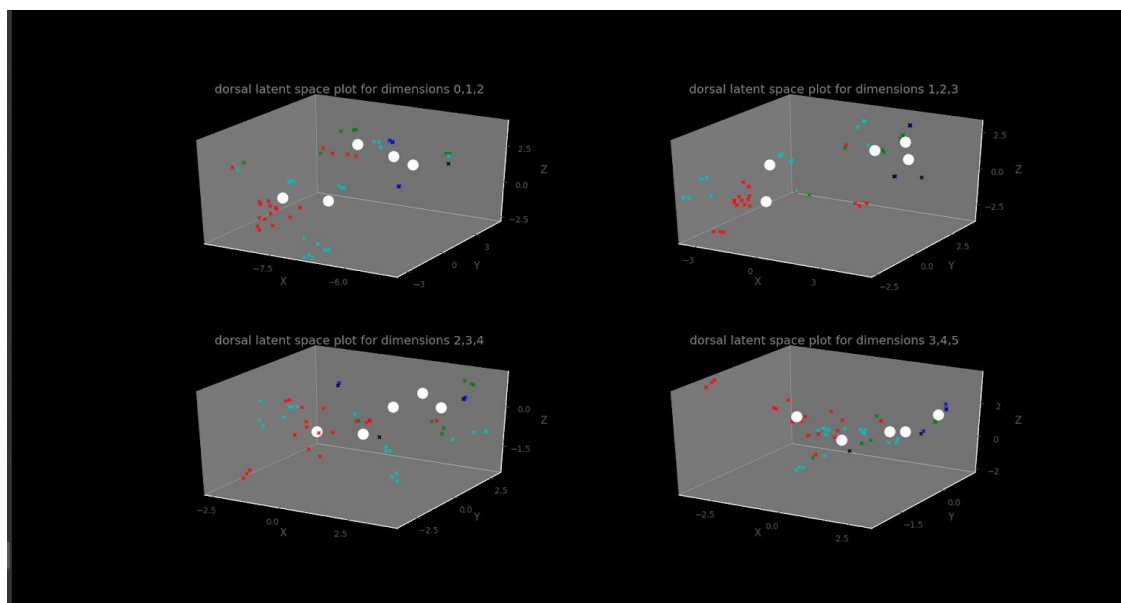 dorsal latent space plot for dimensions 0,1,2
2.5
Z
0.0
−2.5
3
0
Y
−7.5
X
−6.0
−3
dorsal latent space plot for dimensions 1,2,3
2.5
Z
0.0
−2.5
2.5
−3
0.0
Y
0
X
3
−2.5
dorsal latent space plot for dimensions 2,3,4
0.0
Z
−1.5
2.5
−2.5
0.0
Y
0.0
X
2.5
−2.5
dorsal latent space plot for dimensions 3,4,5
2
Z
0
−2
0.0
−2.5
Y
−1.5
0.0
X
2.5